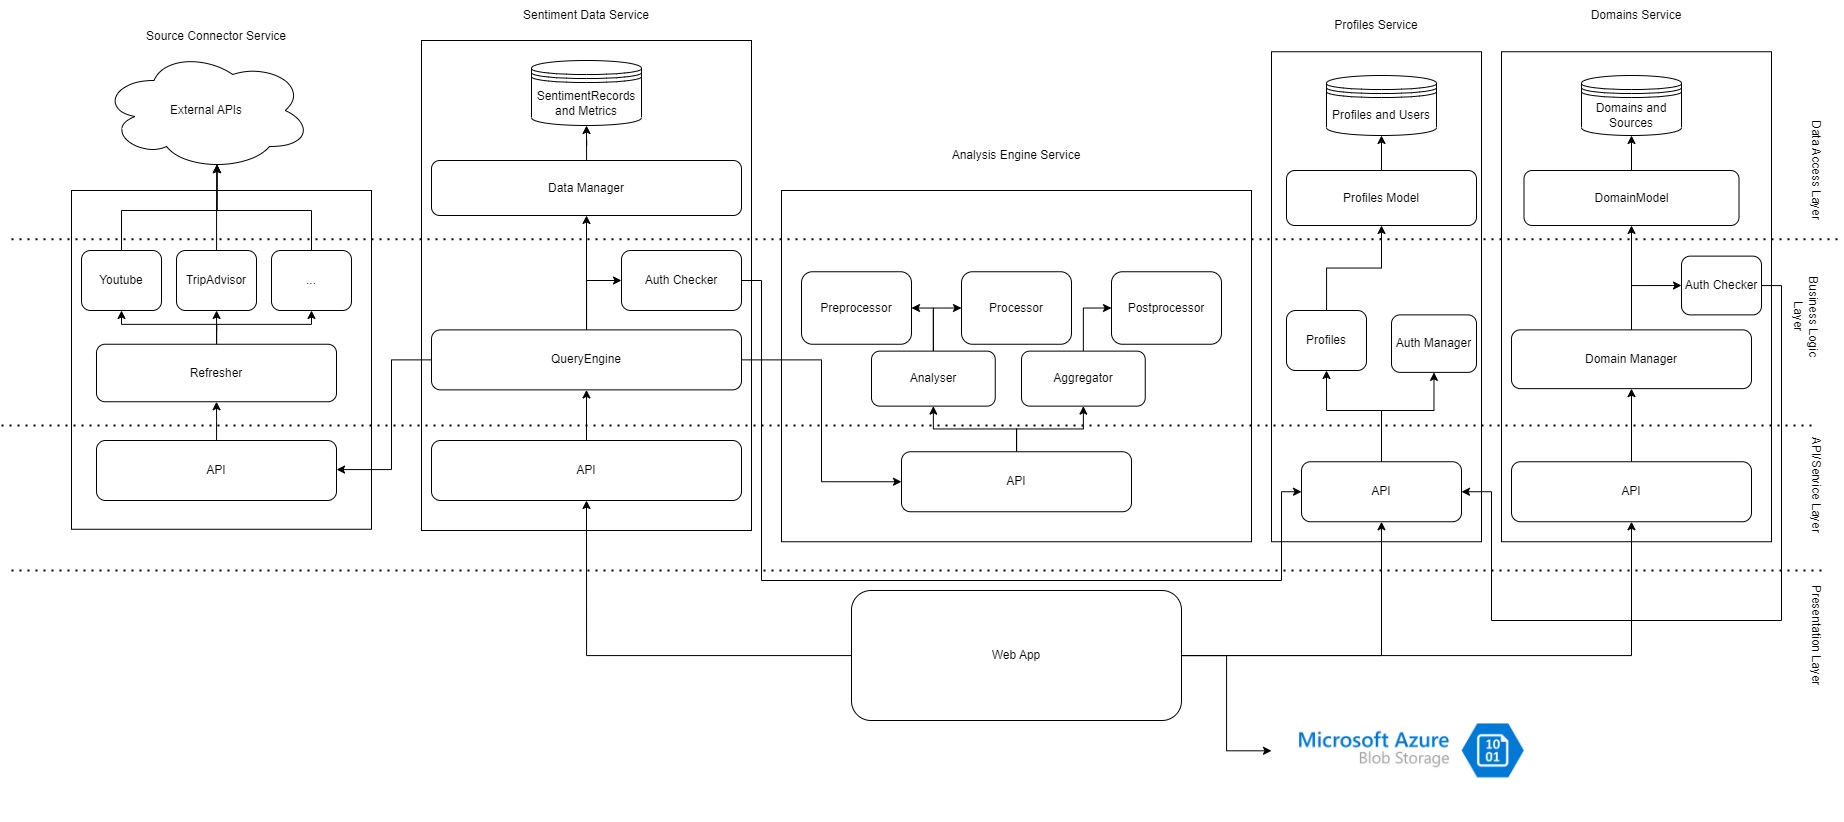 Sentiment Data Service
Domains Service
Profiles Service
Source Connector Service
External APIs
SentimentRecords
and Metrics
Profiles and Users
Domains and
Sources
Analysis Engine Service
Data Manager
Profiles Model
DomainModel
Data Access Layer
Youtube
TripAdvisor
...
Auth Checker
Auth Checker
Preprocessor
Processor
Postprocessor
Business Logic
Layer
Profiles
Auth Manager
QueryEngine
Domain Manager
Refresher
Analyser
Aggregator
API
API
API
API
API
API/Service Layer
Web App
Presentation Layer
Microsoft Azure
Blob Storage
10
01